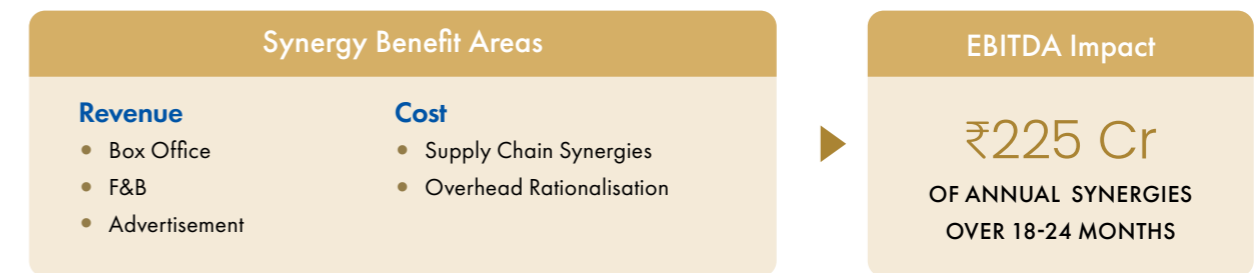 Synergy Benefit Areas
Revenue
• Box Office
• F&B
• Advertisement
Cost
• Supply Chain Synergies
• Overhead Rationalisation
EBITDA Impact
₹225 Cr
OF ANNUAL SYNERGIES
OVER 18-24 MONTHS